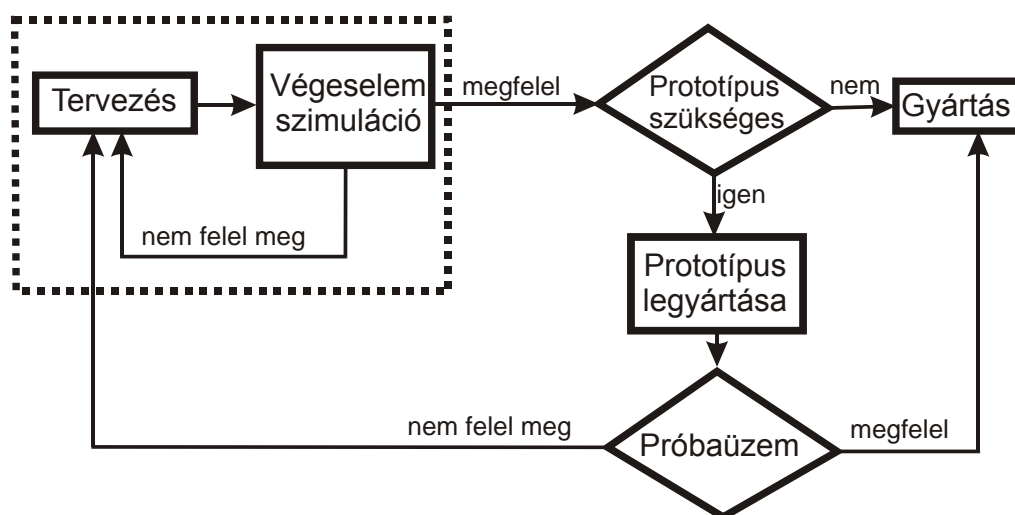 Tervezés
Végeselem
szimuláció
megfelel
Prototípus
szükséges
nem
Gyártás
nem felel meg
igen
Prototípus
legyártása
nem felel meg
Próbaüzem
megfelel